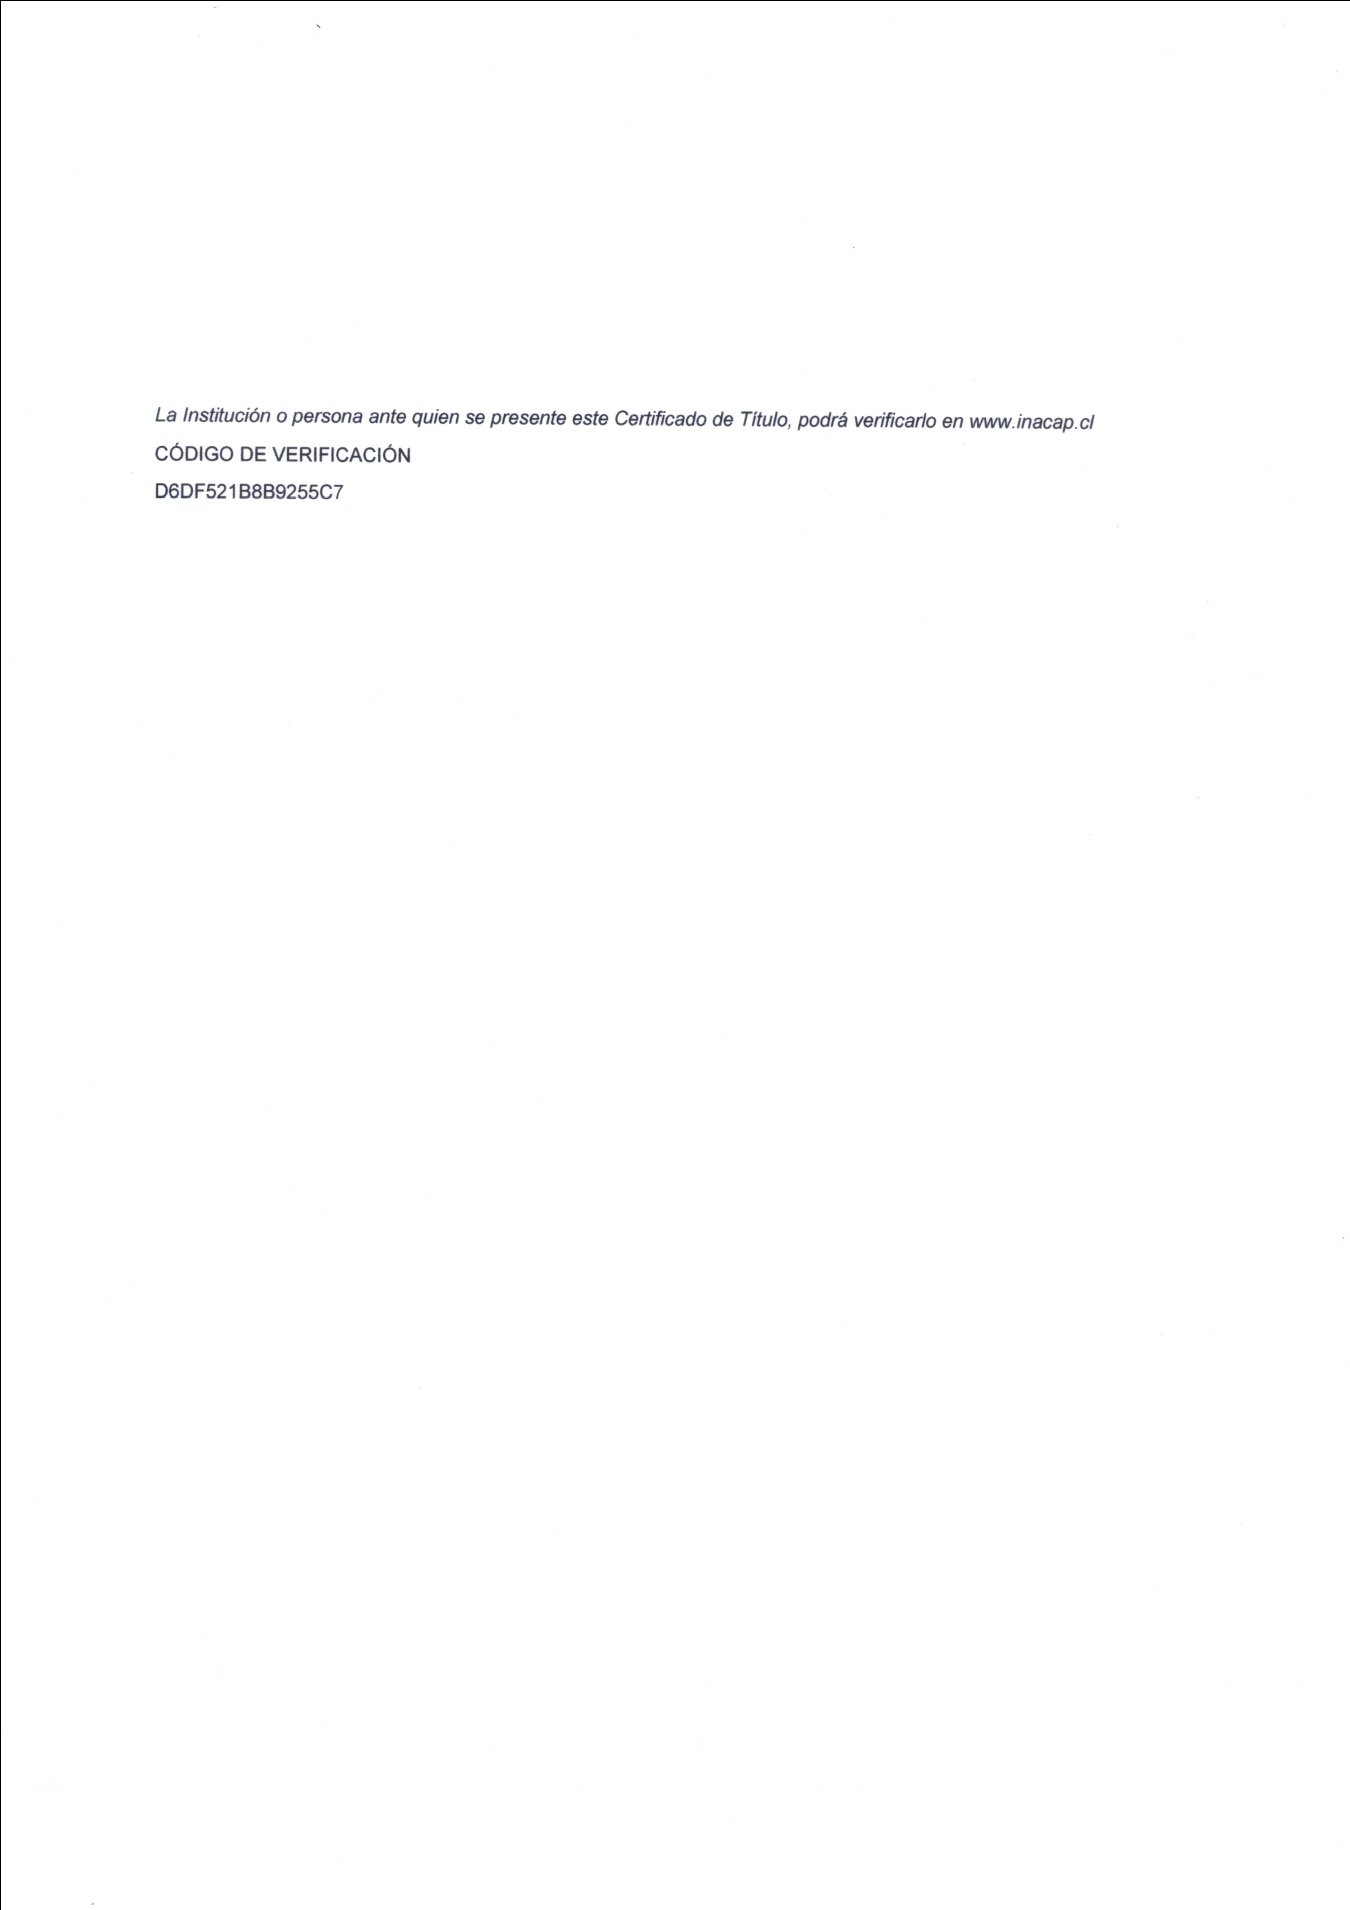 La Institución o persona ante quien se presente este Certificado de Título, podrá verificarlo en www.inacap.cl
CÓDIGO DE VERIFICACIÓN
D6DF521B8B9255C7